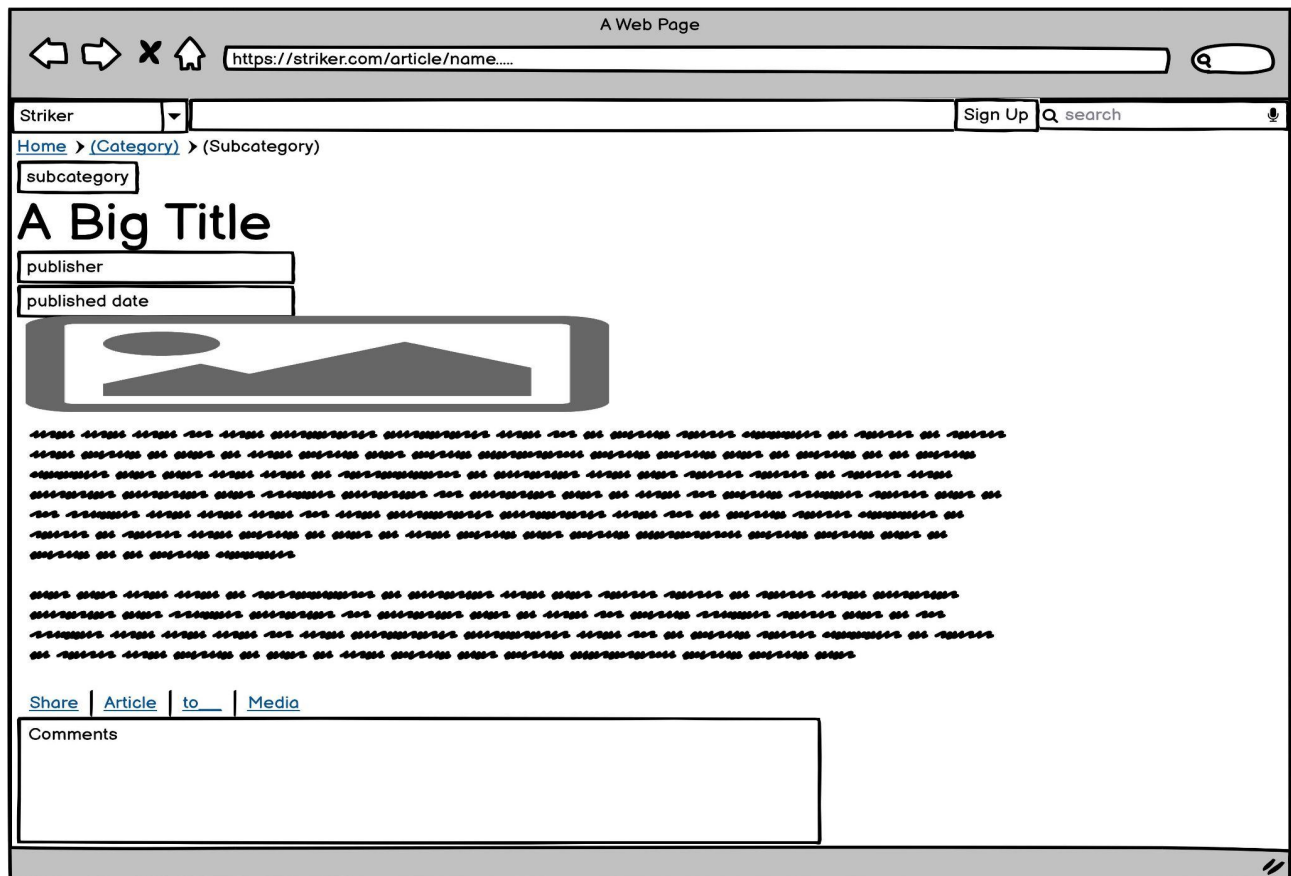 A Web Page
https://striker.com/article/name.....
Striker Sign Up search
Home > (Category) > (Subcategory)
subcategory
A Big Title
publisher
published date
Share | Article | to__ | Media
Comments